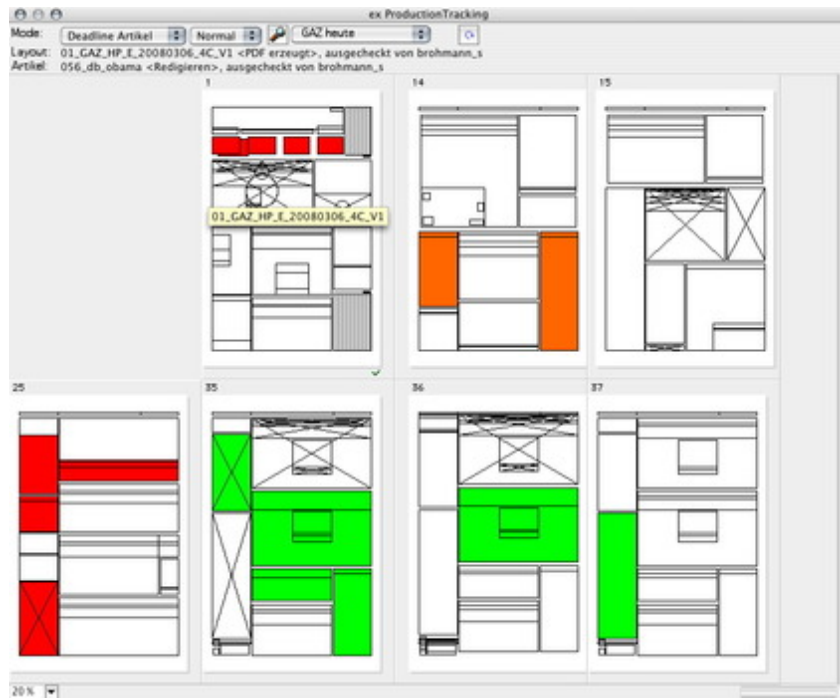 ex ProductionTracking
Mode: Deadline Artikel Normal GAZ heute
Layout: 01_GAZ_HP_E_20080306_4C_V1 <PDF erzeugt>, ausgecheckt von brohmann_s
Artikel: 056_db_obama <Redigieren>, ausgecheckt von brohmann_s
1 14 15
01_GAZ_HP_E_20080306_4C_V1
25 35 36 37
20 %